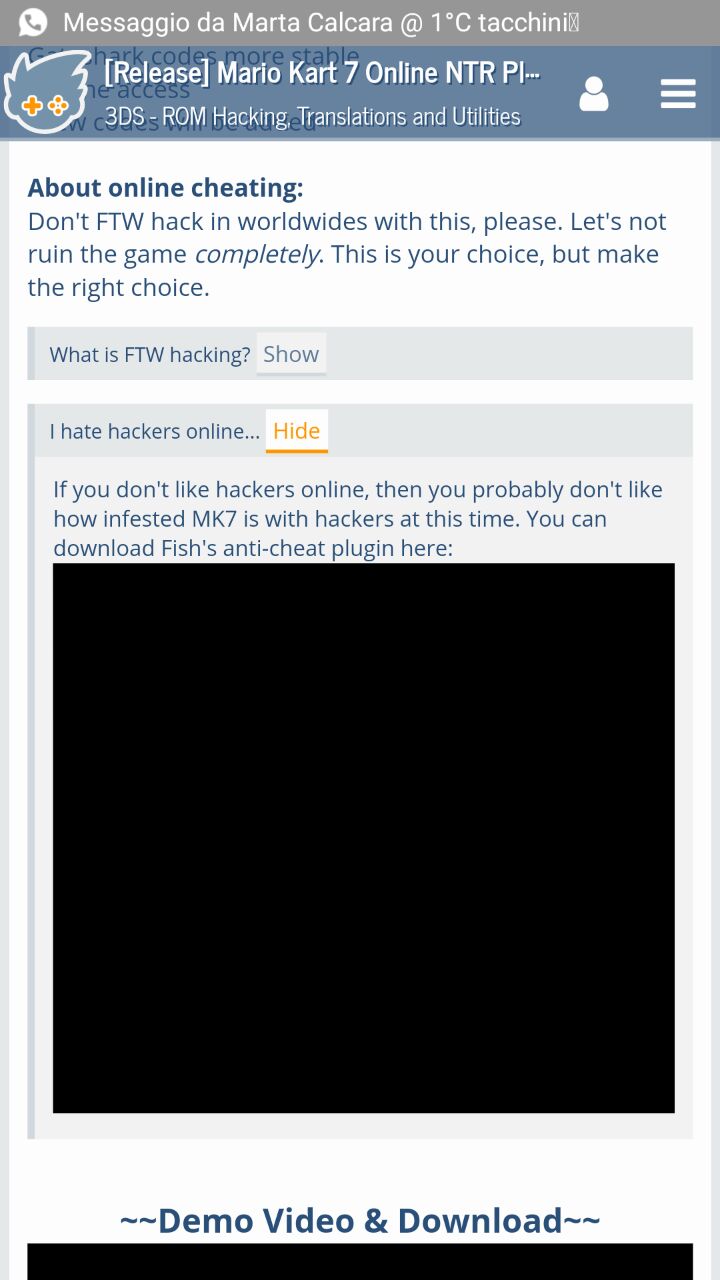 Messaggio da Marta Calcara @ 1°C tacchini
Gateshark codes more stable
[Release] Mario Kart 7 Online NTR Pl...
access
3DS - ROM Hacking, Translations and Utilities
codes will be added
About online cheating:
Don't FTW hack in worldwides with this, please. Let's not
ruin the game completely. This is your choice, but make
the right choice.
What is FTW hacking? Show
I hate hackers online... Hide
If you don't like hackers online, then you probably don't like
how infested MK7 is with hackers at this time. You can
download Fish's anti-cheat plugin here:
~~Demo Video & Download~~